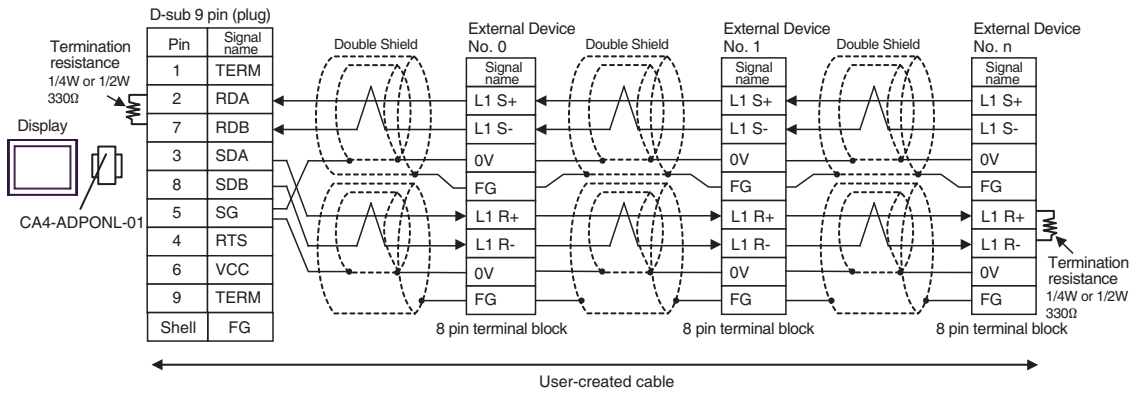 D-sub 9 pin (plug)
Pin
Signal
name
1
TERM
2
RDA
7
RDB
3
SDA
8
SDB
5
SG
4
RTS
6
VCC
9
TERM
Shell
FG
Termination
resistance
1/4W or 1/2W
330Ω
Display
CA4-ADPONL-01
Double Shield
External Device
No. 0
Signal
name
L1 S+
L1 S-
0V
FG
L1 R+
L1 R-
0V
FG
8 pin terminal block
Double Shield
External Device
No. 1
Signal
name
L1 S+
L1 S-
0V
FG
L1 R+
L1 R-
0V
FG
8 pin terminal block
Double Shield
External Device
No. n
Signal
name
L1 S+
L1 S-
0V
FG
L1 R+
L1 R-
0V
FG
8 pin terminal block
Termination
resistance
1/4W or 1/2W
330Ω
User-created cable